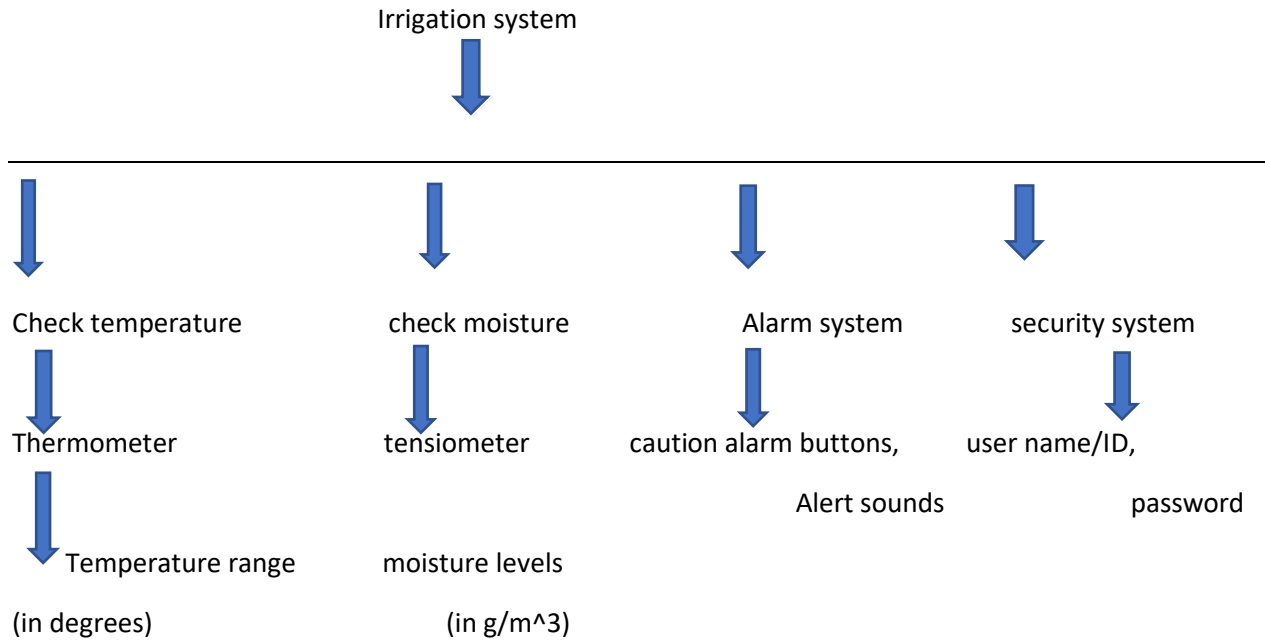 Irrigation system
Check temperature check moisture Alarm system security system
Thermometer tensiometer caution alarm buttons, user name/ID,
Alert sounds password
Temperature range moisture levels
(in degrees) (in g/m^3)